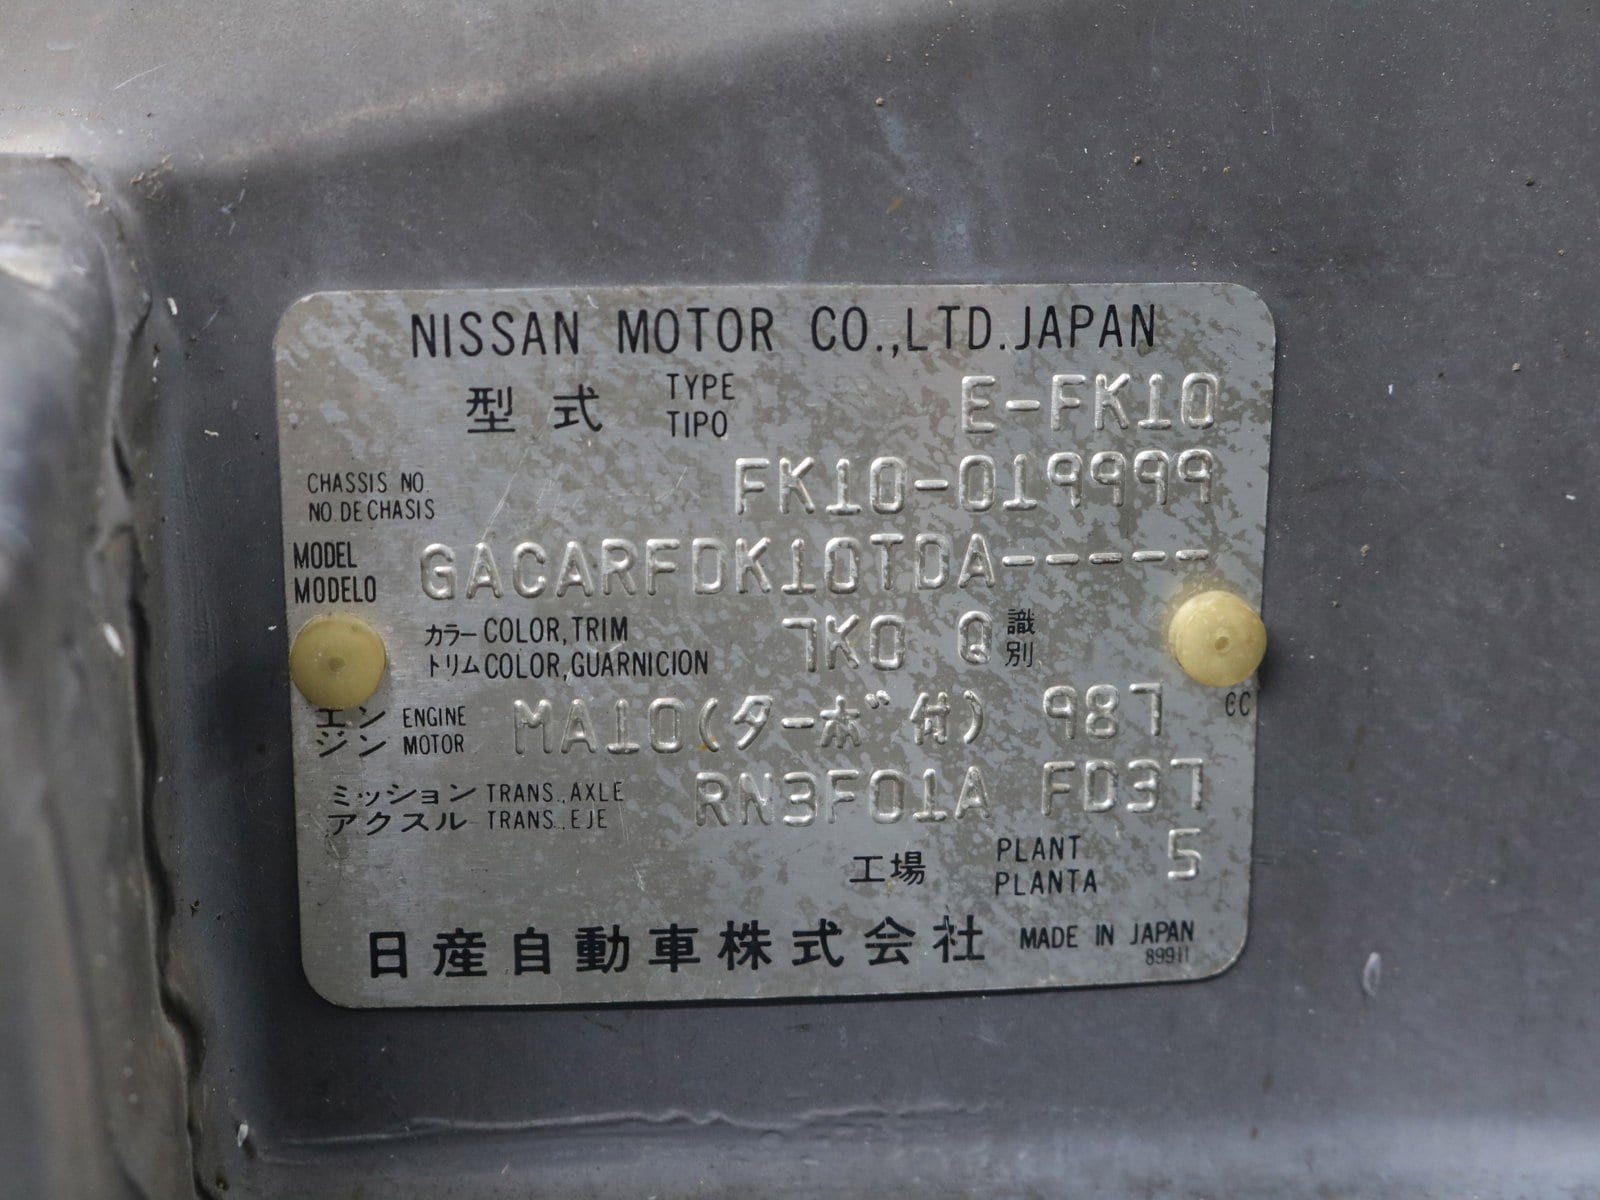 NISSAN MOTOR CO.,LTD.JAPAN
型式 TYPE TIPO E-FK10
CHASSIS NO. NO.DE CHASIS FK10-019999
MODEL MODELO GACARFDK10TDA-----
カラー COLOR,TRIM トリム COLOR,GUARNICION 7K0 Q 識別
エンジン ENGINE MOTOR MA10(ターボ付) 987 CC
ミッション TRANS.,AXLE アクスル TRANS.,EJE RN3F01A FD37
工場 PLANT PLANTA 5
日産自動車株式会社 MADE IN JAPAN
89911